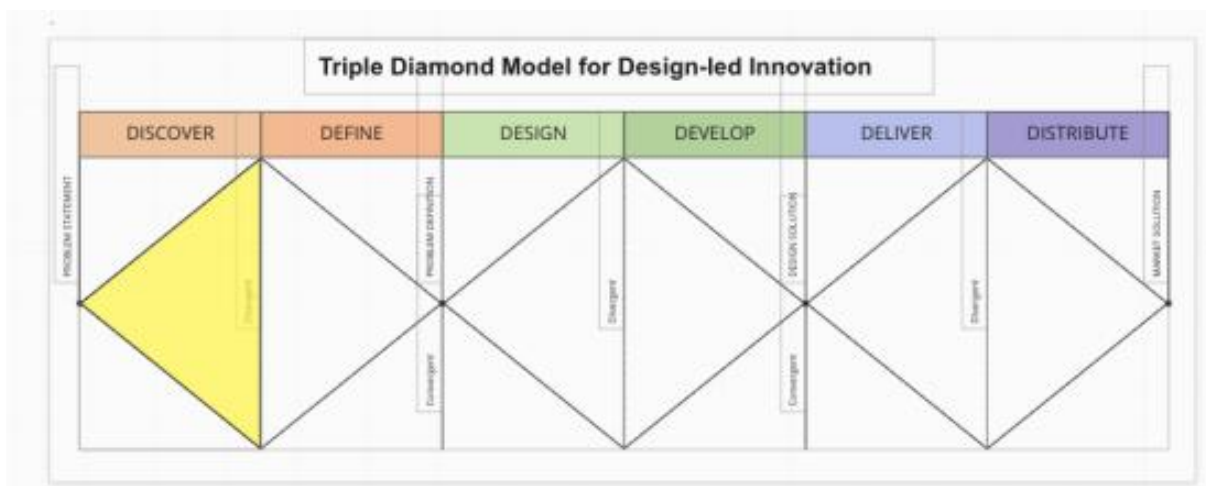 Triple Diamond Model for Design-led Innovation
DISCOVER
DEFINE
DESIGN
DEVELOP
DELIVER
DISTRIBUTE
PROBLEM STATEMENT
Divergent
PROBLEM DEFINITION
Convergent
Divergent
DESIGN SOLUTION
Convergent
Divergent
MARKET SOLUTION